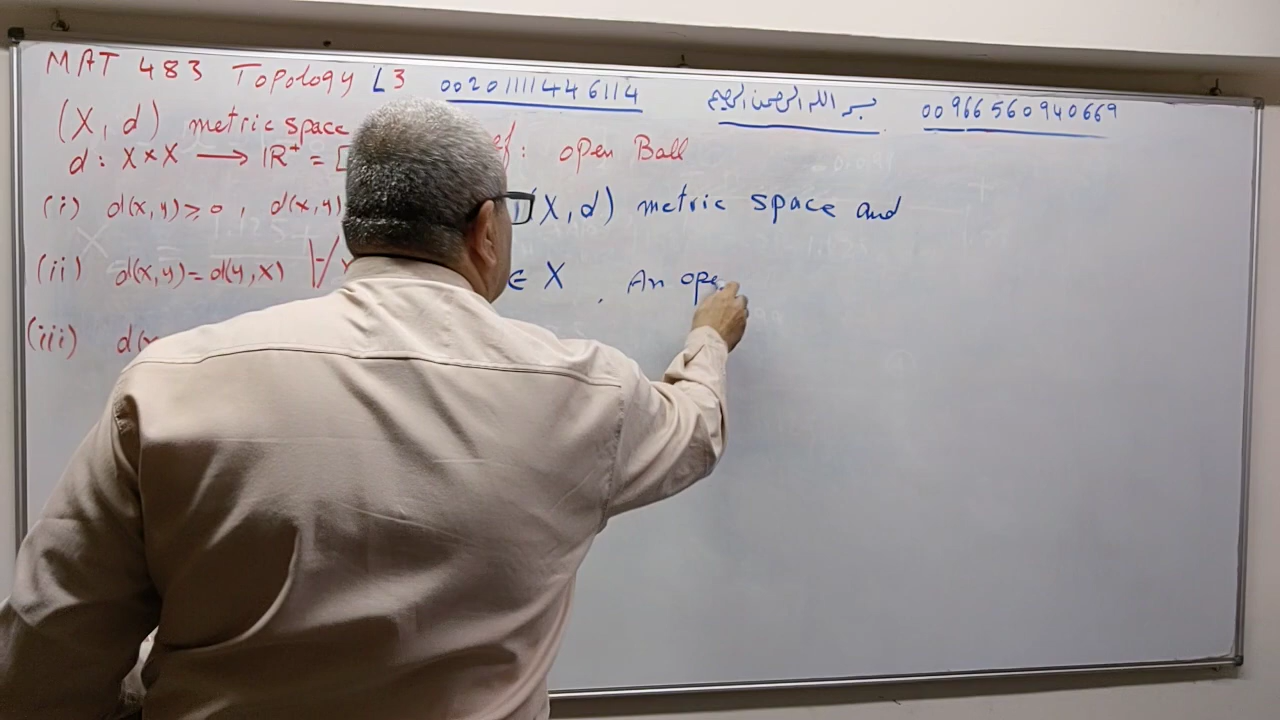 MAT 483 Topology L3
00201111446114
بسم الله الرحمن الرحيم
00966560940669
(X, d) metric space
d : X × X ⟶ IR⁺ = [
(i) d(x,y) ≥ 0 , d(x,y)
(ii) d(x,y) = d(y,x)
(iii)
ef: open Ball
(X, d) metric space and
∈ X . An ope